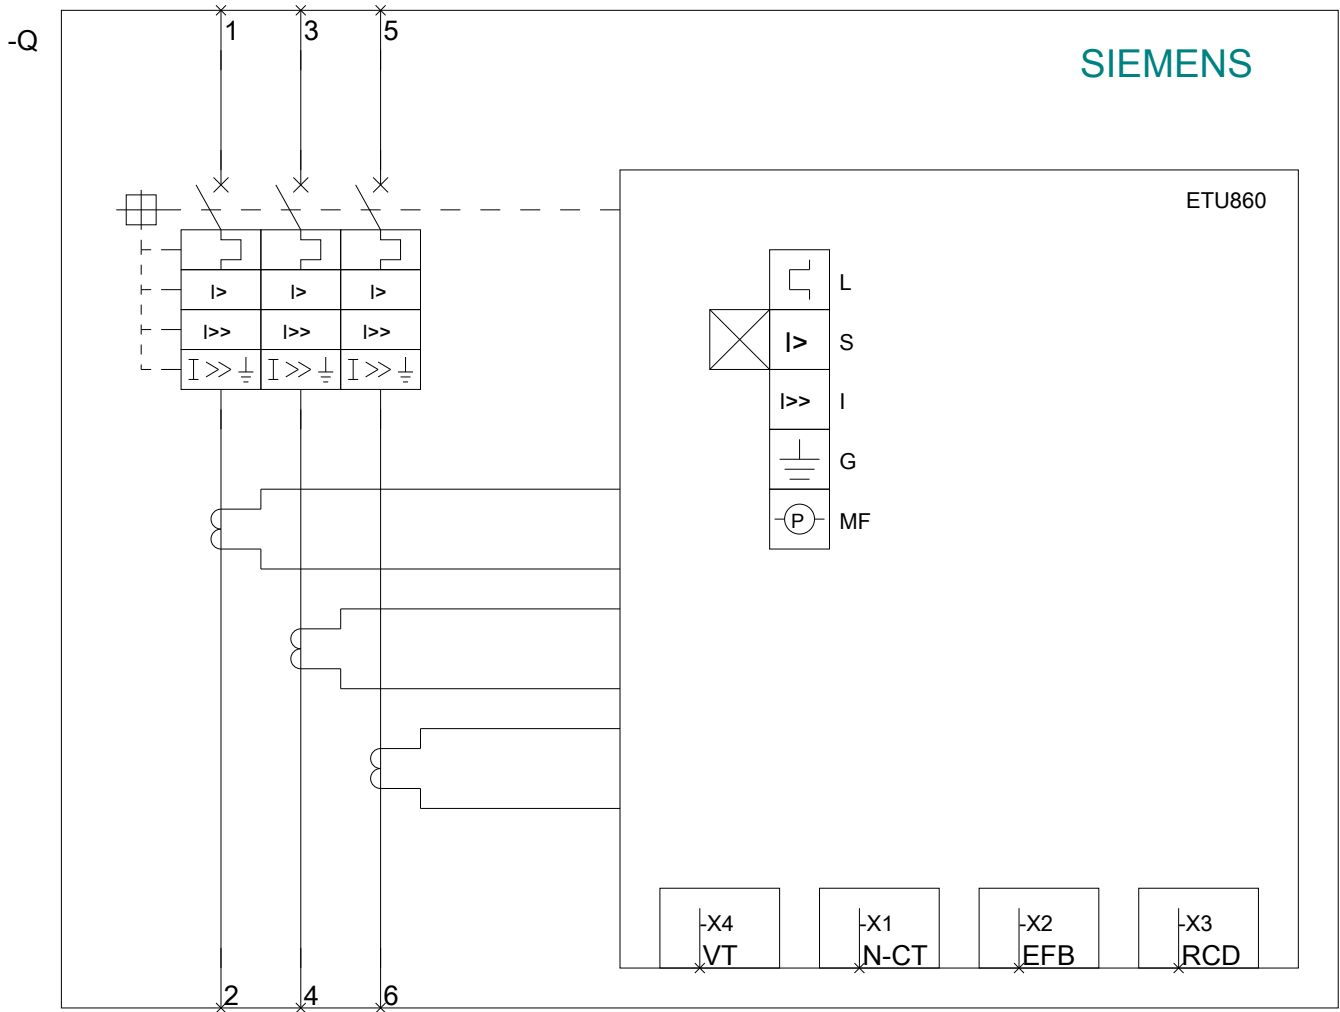 1 3 5
-Q
SIEMENS
ETU860
L
I> I> I>
I> S
I>> I>> I>>
I >> I >> I >>
I>> I
G
P MF
-X4 -X1 -X2 -X3
VT N-CT EFB RCD
2 4 6